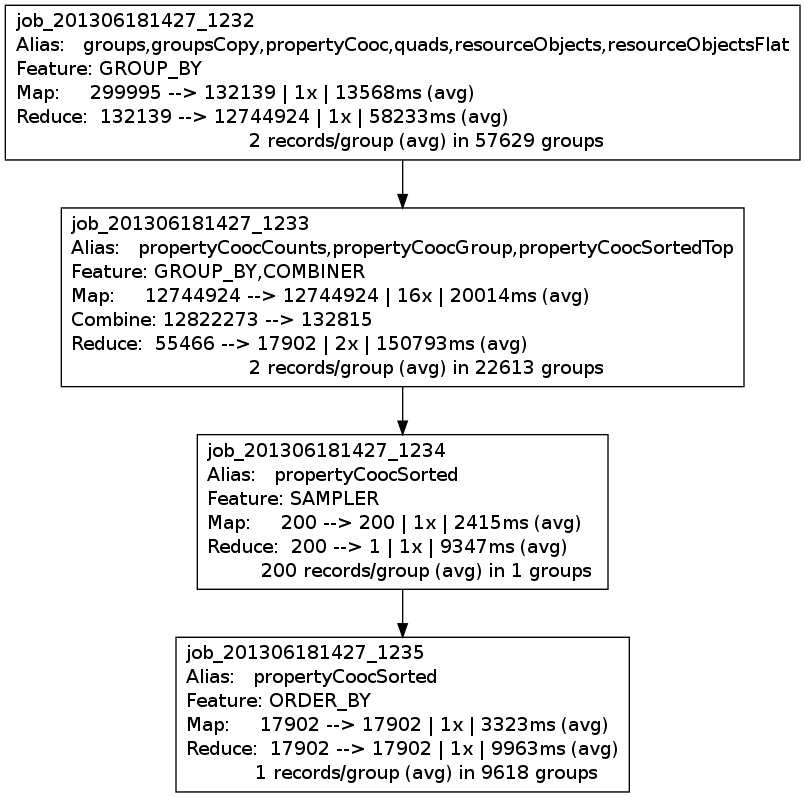 job_201306181427_1232
Alias: groups,groupsCopy,propertyCooc,quads,resourceObjects,resourceObjectsFlat
Feature: GROUP_BY
Map: 299995 --> 132139 | 1x | 13568ms (avg)
Reduce: 132139 --> 12744924 | 1x | 58233ms (avg)
2 records/group (avg) in 57629 groups
job_201306181427_1233
Alias: propertyCoocCounts,propertyCoocGroup,propertyCoocSortedTop
Feature: GROUP_BY,COMBINER
Map: 12744924 --> 12744924 | 16x | 20014ms (avg)
Combine: 12822273 --> 132815
Reduce: 55466 --> 17902 | 2x | 150793ms (avg)
2 records/group (avg) in 22613 groups
job_201306181427_1234
Alias: propertyCoocSorted
Feature: SAMPLER
Map: 200 --> 200 | 1x | 2415ms (avg)
Reduce: 200 --> 1 | 1x | 9347ms (avg)
200 records/group (avg) in 1 groups
job_201306181427_1235
Alias: propertyCoocSorted
Feature: ORDER_BY
Map: 17902 --> 17902 | 1x | 3323ms (avg)
Reduce: 17902 --> 17902 | 1x | 9963ms (avg)
1 records/group (avg) in 9618 groups